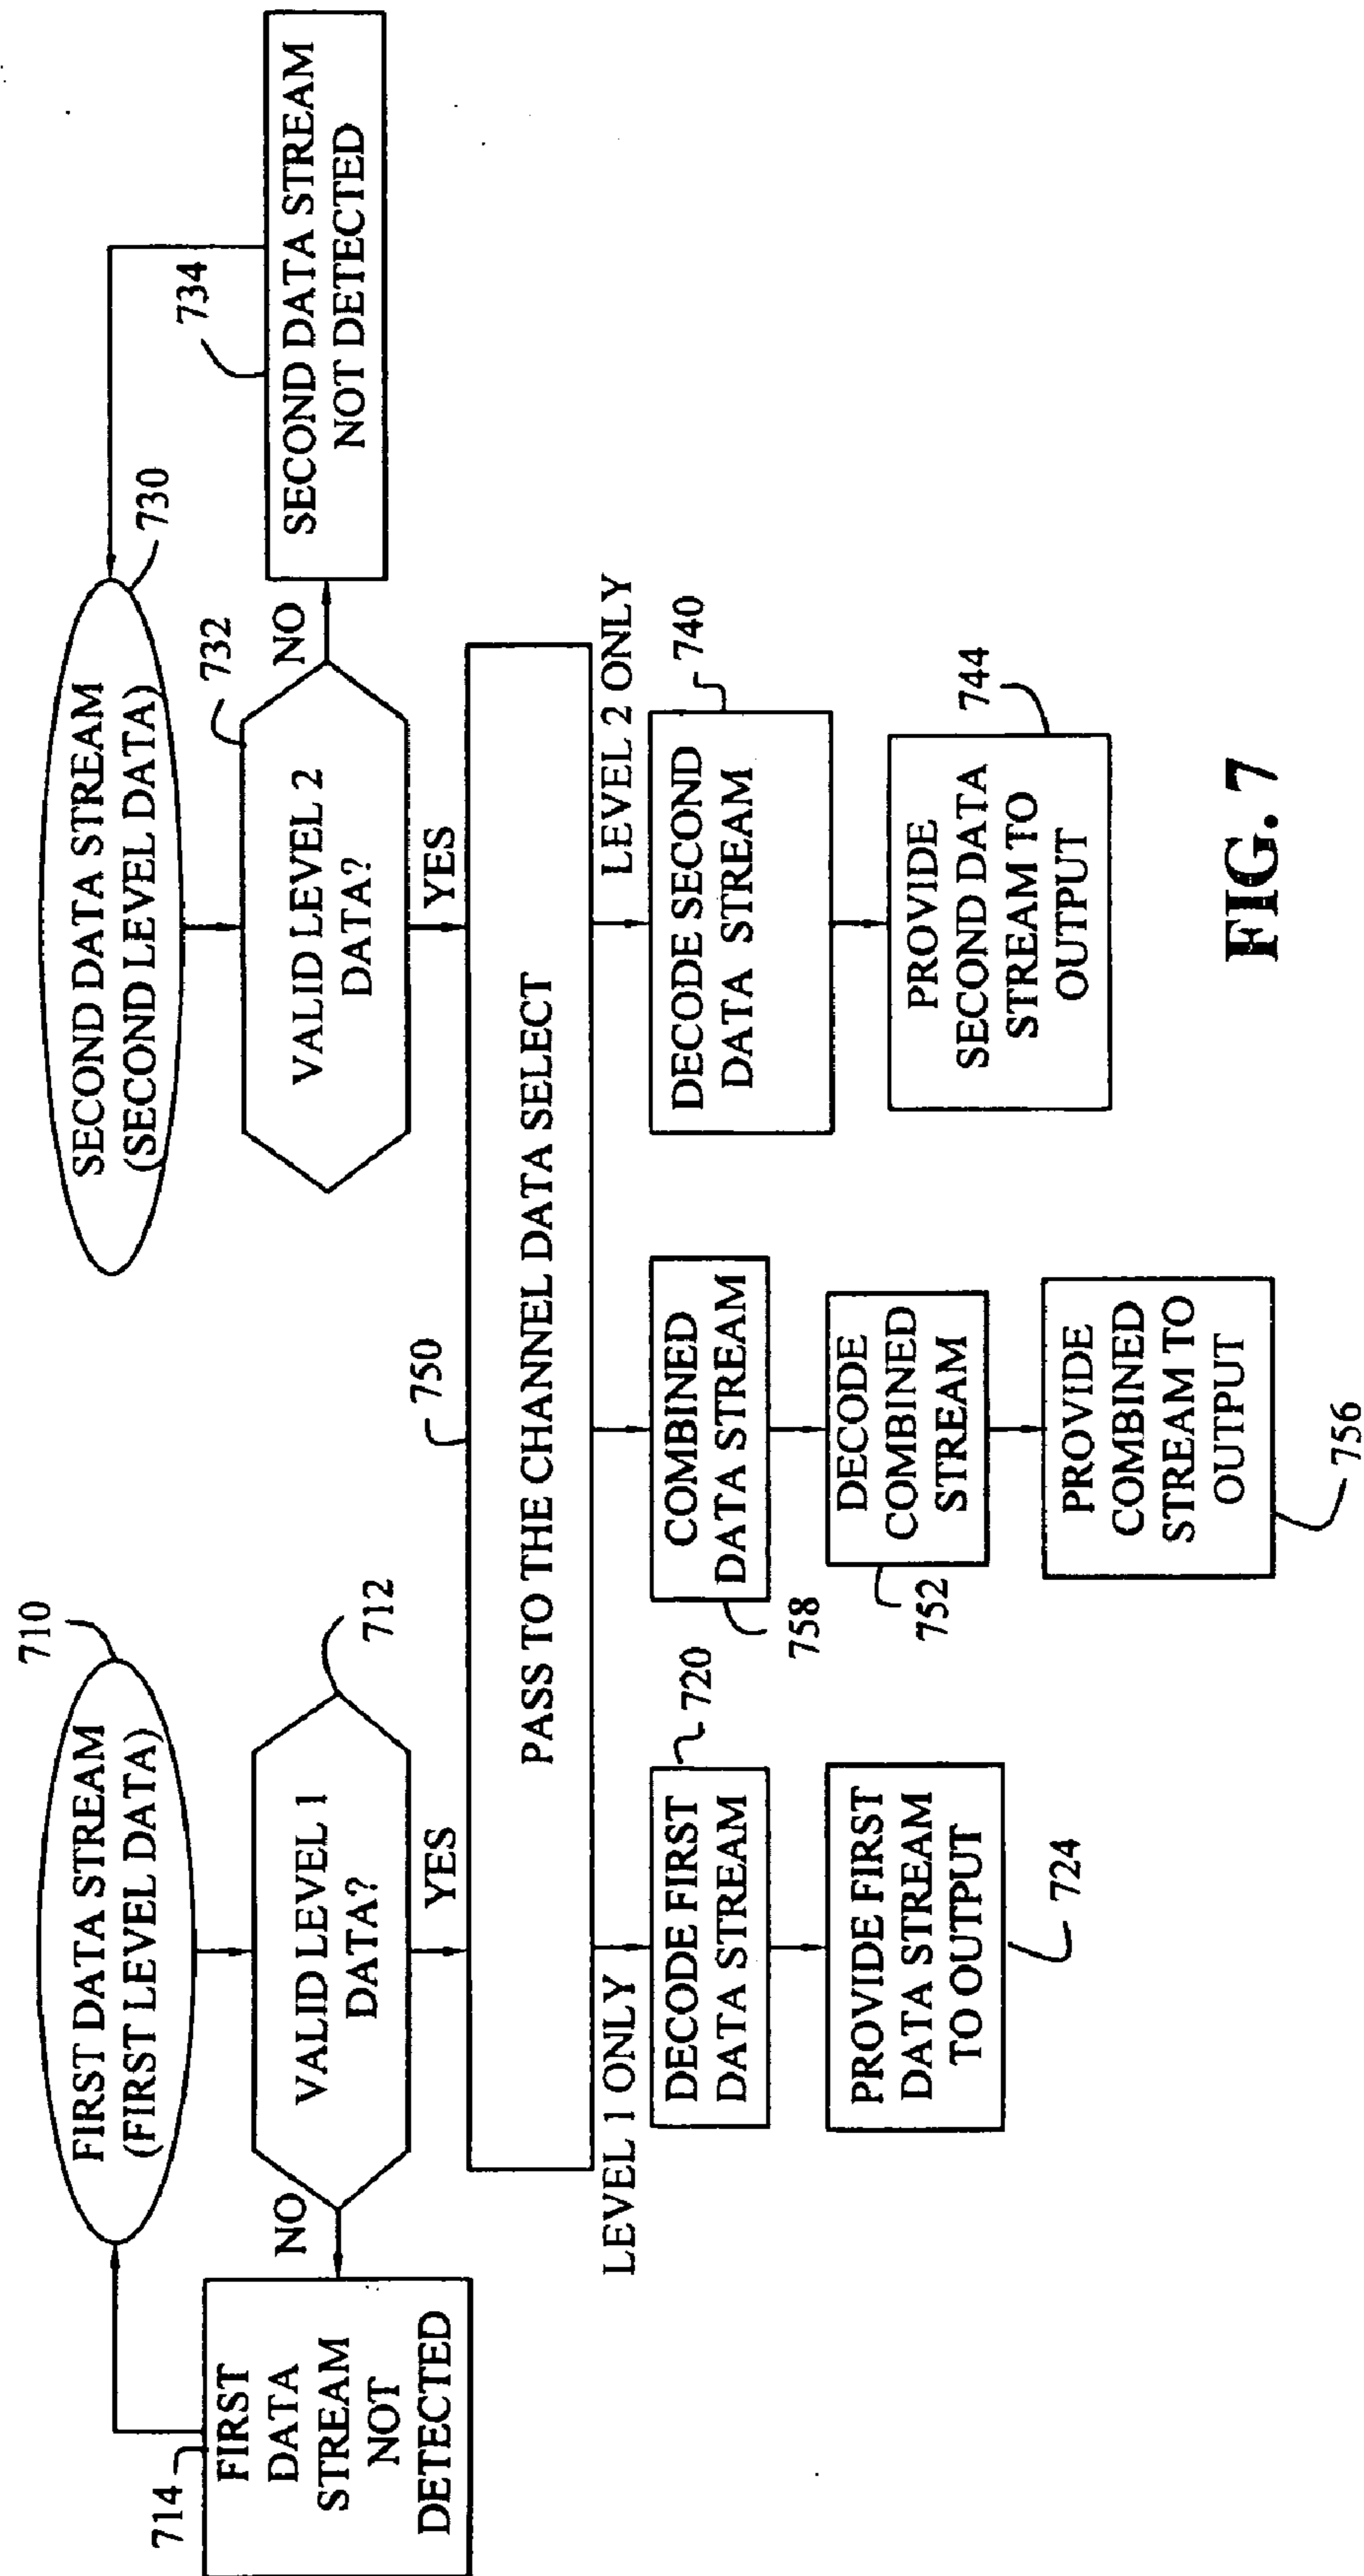 710
FIRST DATA STREAM
(FIRST LEVEL DATA)
SECOND DATA STREAM
(SECOND LEVEL DATA)
730
714
FIRST
DATA
STREAM
NOT
DETECTED
NO
VALID LEVEL 1
DATA?
712
YES
VALID LEVEL 2
DATA?
732
NO
YES
734
SECOND DATA STREAM
NOT DETECTED
750
PASS TO THE CHANNEL DATA SELECT
LEVEL 1 ONLY
LEVEL 2 ONLY
DECODE FIRST
DATA STREAM
720
PROVIDE FIRST
DATA STREAM
TO OUTPUT
724
COMBINED
DATA STREAM
758
DECODE
COMBINED
STREAM
752
PROVIDE
COMBINED
STREAM TO
OUTPUT
756
DECODE SECOND
DATA STREAM
740
PROVIDE
SECOND DATA
STREAM TO
OUTPUT
744
FIG. 7